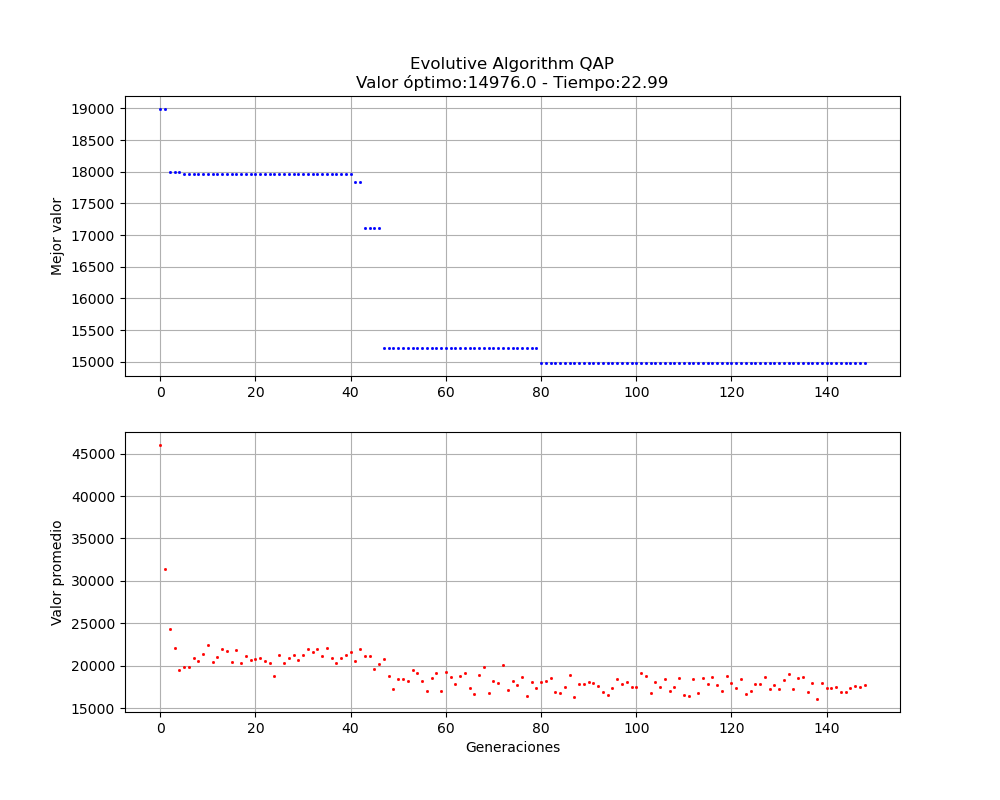 Evolutive Algorithm QAP
Valor óptimo:14976.0 - Tiempo:22.99
19000
18500
18000
17500
17000
16500
16000
15500
15000
Mejor valor
0 20 40 60 80 100 120 140
45000
40000
35000
30000
25000
20000
15000
Valor promedio
0 20 40 60 80 100 120 140
Generaciones